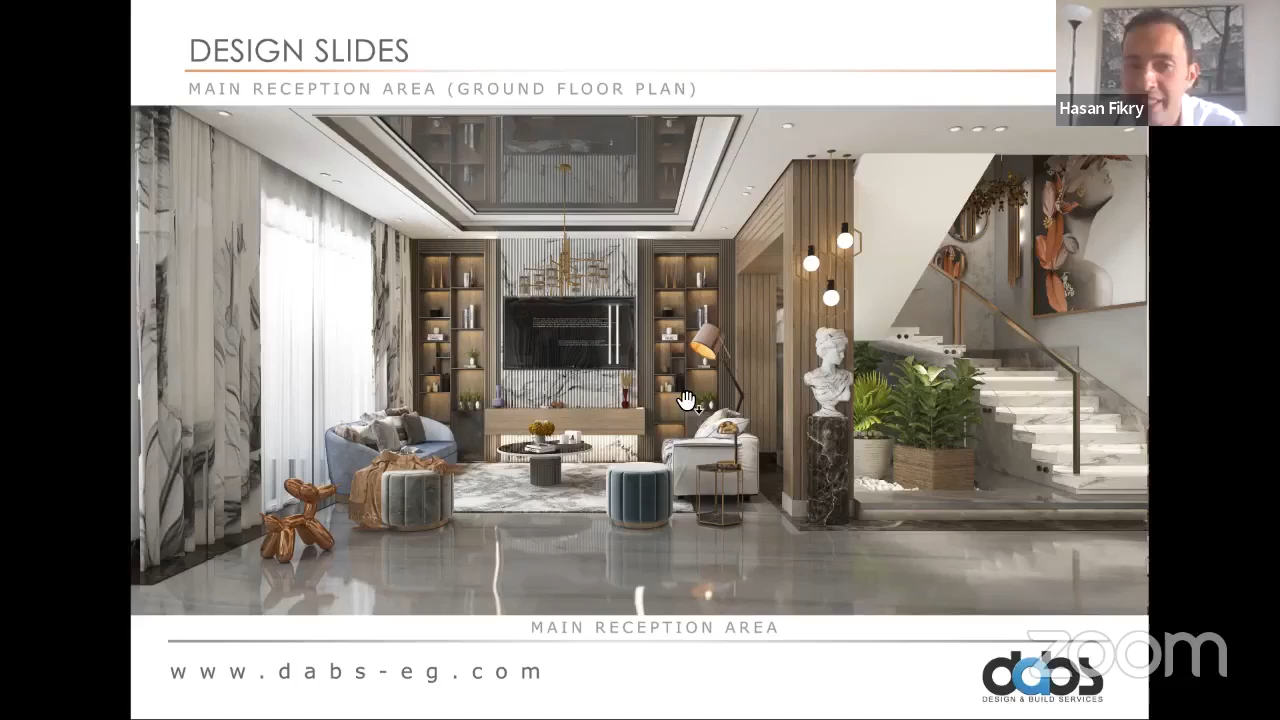 DESIGN SLIDES
MAIN RECEPTION AREA (GROUND FLOOR PLAN)
Hasan Fikry
MAIN RECEPTION AREA
www.dabs-eg.com
zoom
dabs
DESIGN & BUILD SERVICES